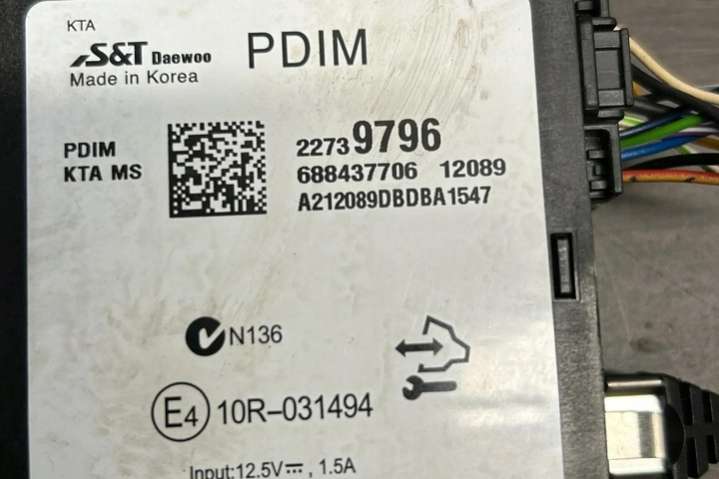 KTA
S&T Daewoo PDIM
Made in Korea
PDIM 22739796
KTA MS 688437706 12089
A212089DBDBA1547
N136
E4 10R-031494
Input:12.5V⎓, 1.5A